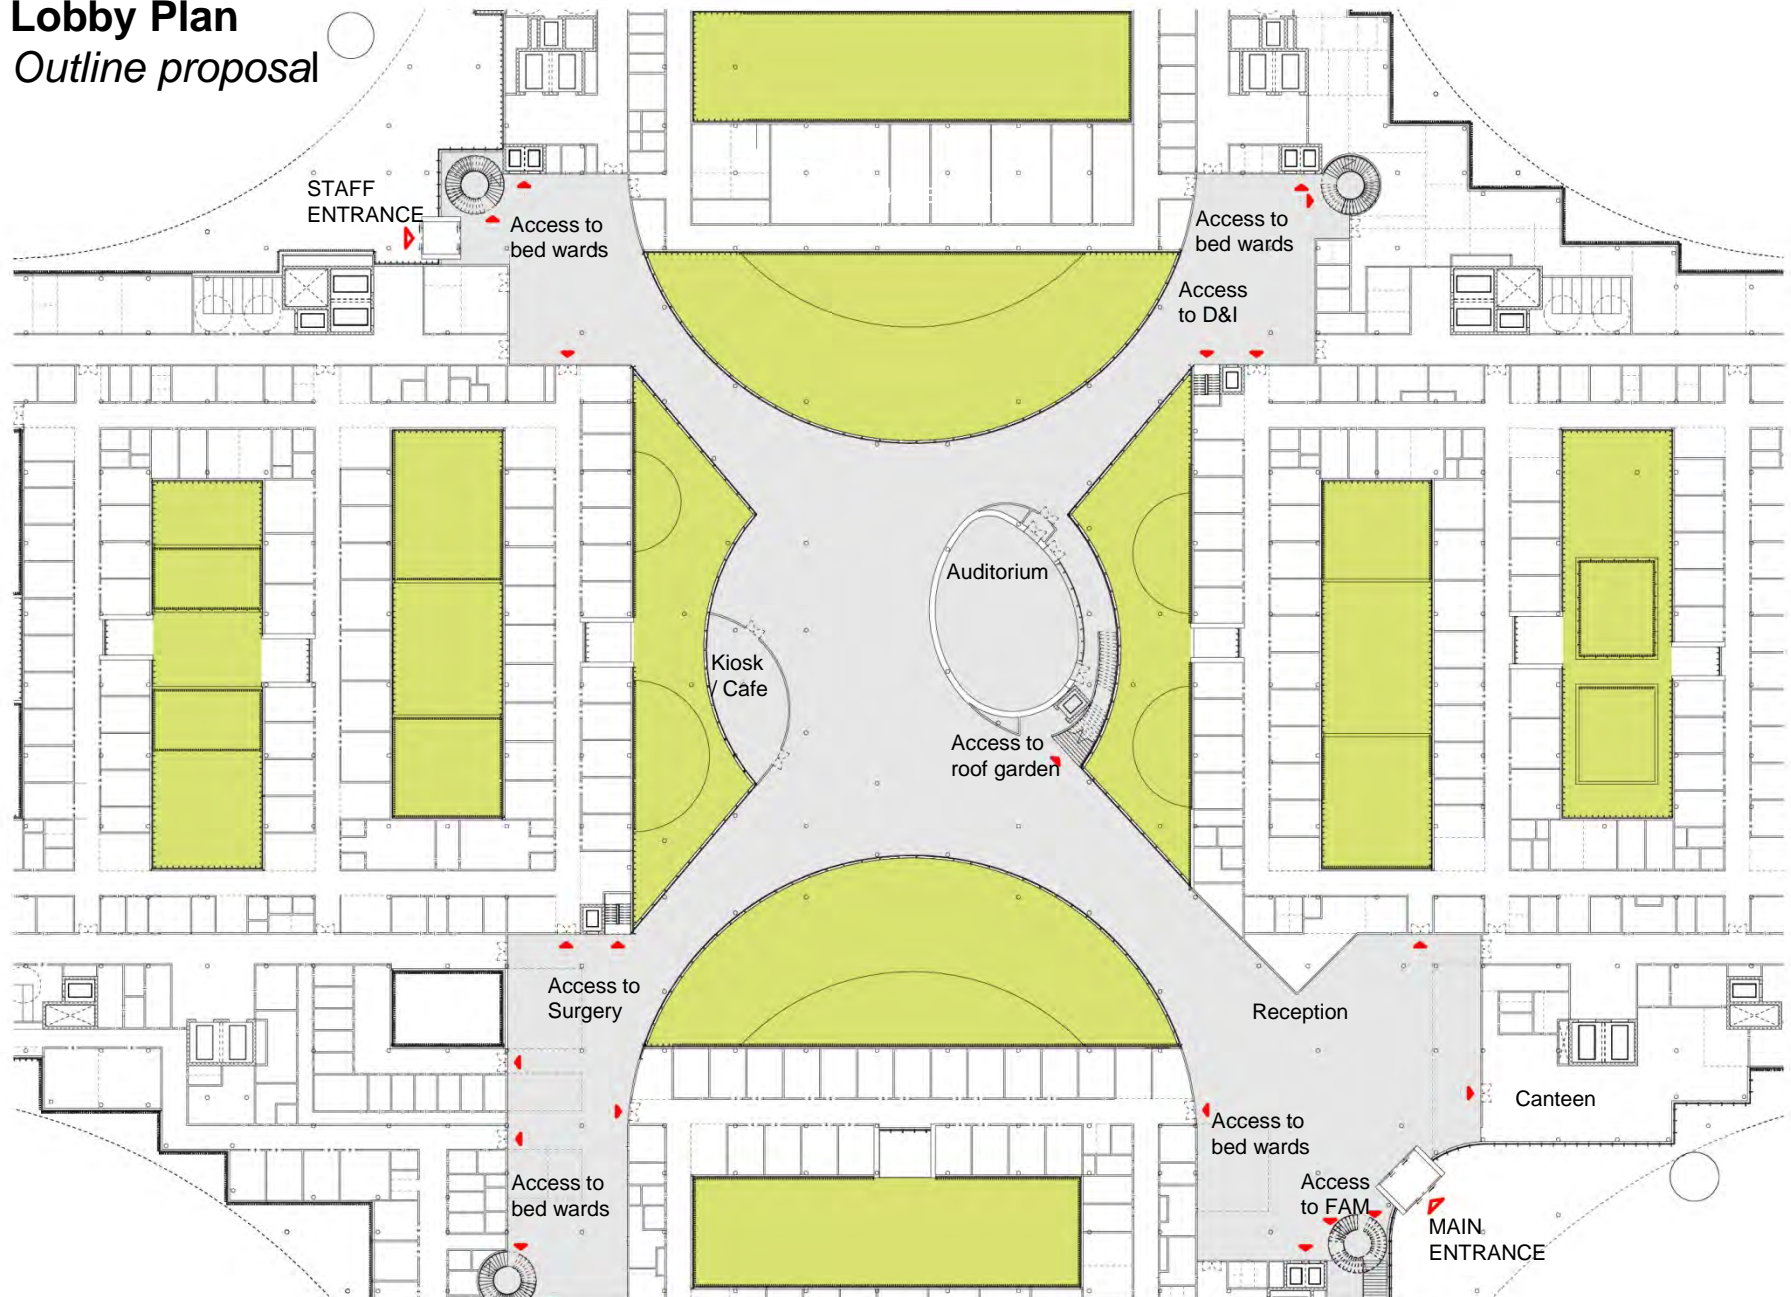 Lobby Plan
Outline proposal
STAFF
ENTRANCE
Access to
bed wards
Access to
bed wards
Access
to D&I
Auditorium
Kiosk
/ Cafe
Access to
roof garden
Access to
Surgery
Reception
Canteen
Access to
bed wards
Access to
bed wards
Access
to FAM
MAIN
ENTRANCE